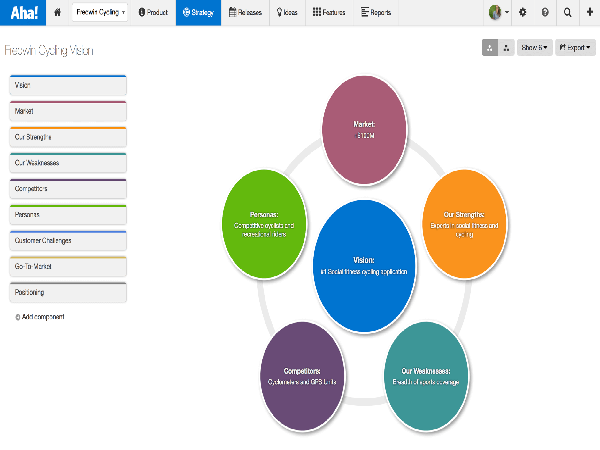 Aha!
Fredwin Cycling
Product
Strategy
Releases
Ideas
Features
Reports
Fredwin Cycling Vision
Show 6
Export
Vision
Market
Our Strengths
Our Weaknesses
Competitors
Personas
Customer Challenges
Go-To-Market
Positioning
Add component
Market:
Personas:
Competitive cyclists and
recreational riders
Our Strengths:
Experts in social fitness and
cycling
Vision:
#1 Social fitness cycling application
Competitors:
Cyclometers and GPS Units
Our Weaknesses:
Breadth of sports coverage